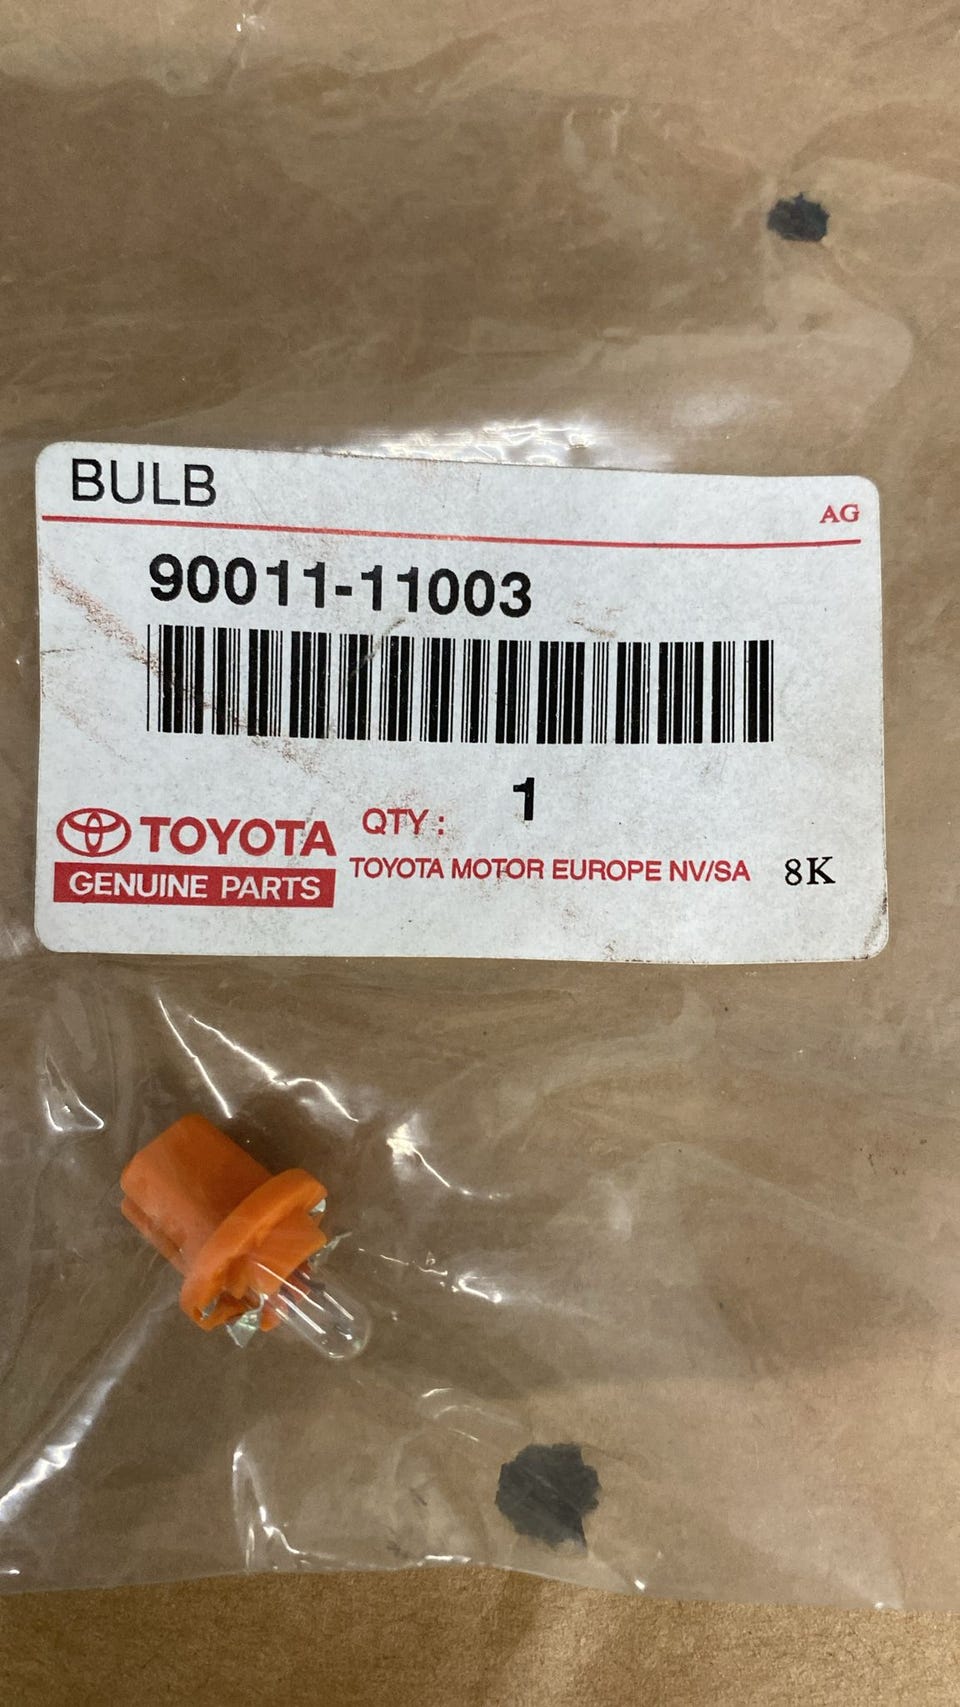 BULB
AG
90011-11003
1
QTY :
TOYOTA
TOYOTA MOTOR EUROPE NV/SA
8K
GENUINE PARTS